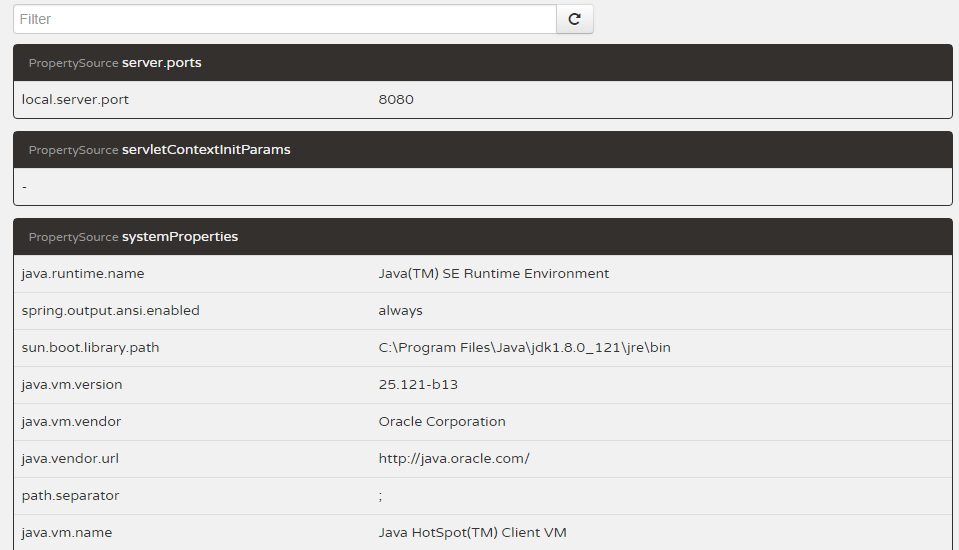 Filter
PropertySource server.ports
local.server.port 8080
PropertySource servletContextInitParams
-
PropertySource systemProperties
java.runtime.name Java(TM) SE Runtime Environment
spring.output.ansi.enabled always
sun.boot.library.path C:\Program Files\Java\jdk1.8.0_121\jre\bin
java.vm.version 25.121-b13
java.vm.vendor Oracle Corporation
java.vendor.url http://java.oracle.com/
path.separator ;
java.vm.name Java HotSpot(TM) Client VM